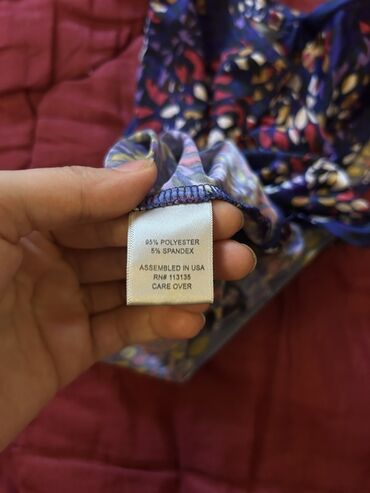 95% POLYESTER
5% SPANDEX
ASSEMBLED IN USA
RN# 113135
CARE OVER